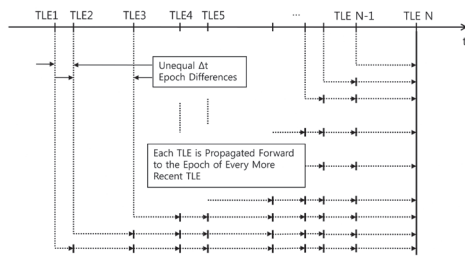 TLE1 TLE2 TLE3 TLE4 TLE5 ... TLE N-1 TLE N
t
Unequal Δt
Epoch Differences
Each TLE is Propagated Forward
to the Epoch of Every More
Recent TLE